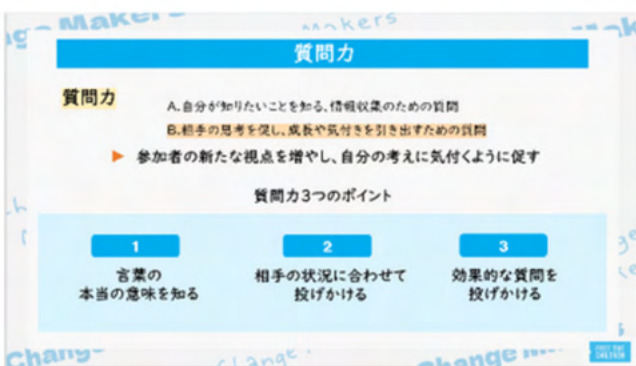 Makers
質問力
質問力
A.自分が知りたいことを知る、情報収集のための質問
B.相手の思考を促し、成長や気付きを引き出すための質問
▶ 参加者の新たな視点を増やし、自分の考えに気付くように促す
質問力3つのポイント
1
言葉の
本当の意味を知る
2
相手の状況に合わせて
投げかける
3
効果的な質問を
投げかける
Change